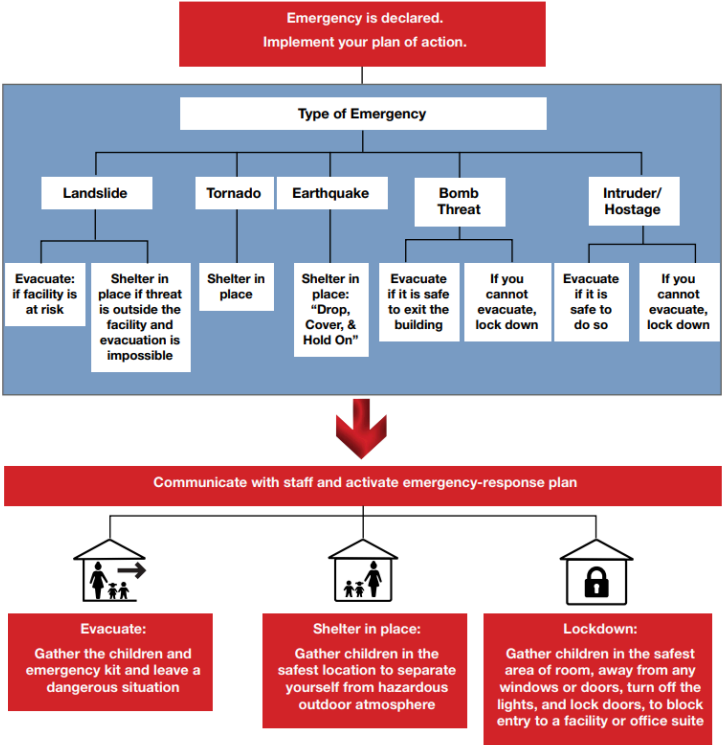 Emergency is declared.
Implement your plan of action.
Type of Emergency
Landslide
Tornado
Earthquake
Bomb
Threat
Intruder/
Hostage
Evacuate:
if facility is
at risk
Shelter in
place if threat
is outside the
facility and
evacuation is
impossible
Shelter in
place
Shelter in
place:
“Drop,
Cover, &
Hold On”
Evacuate
if it is safe
to exit the
building
If you
cannot
evacuate,
lock down
Evacuate
if it is
safe to
do so
If you
cannot
evacuate,
lock down
Communicate with staff and activate emergency-response plan
Evacuate:
Gather the children and
emergency kit and leave a
dangerous situation
Shelter in place:
Gather children in the
safest location to separate
yourself from hazardous
outdoor atmosphere
Lockdown:
Gather children in the safest
area of room, away from any
windows or doors, turn off the
lights, and lock doors, to block
entry to a facility or office suite